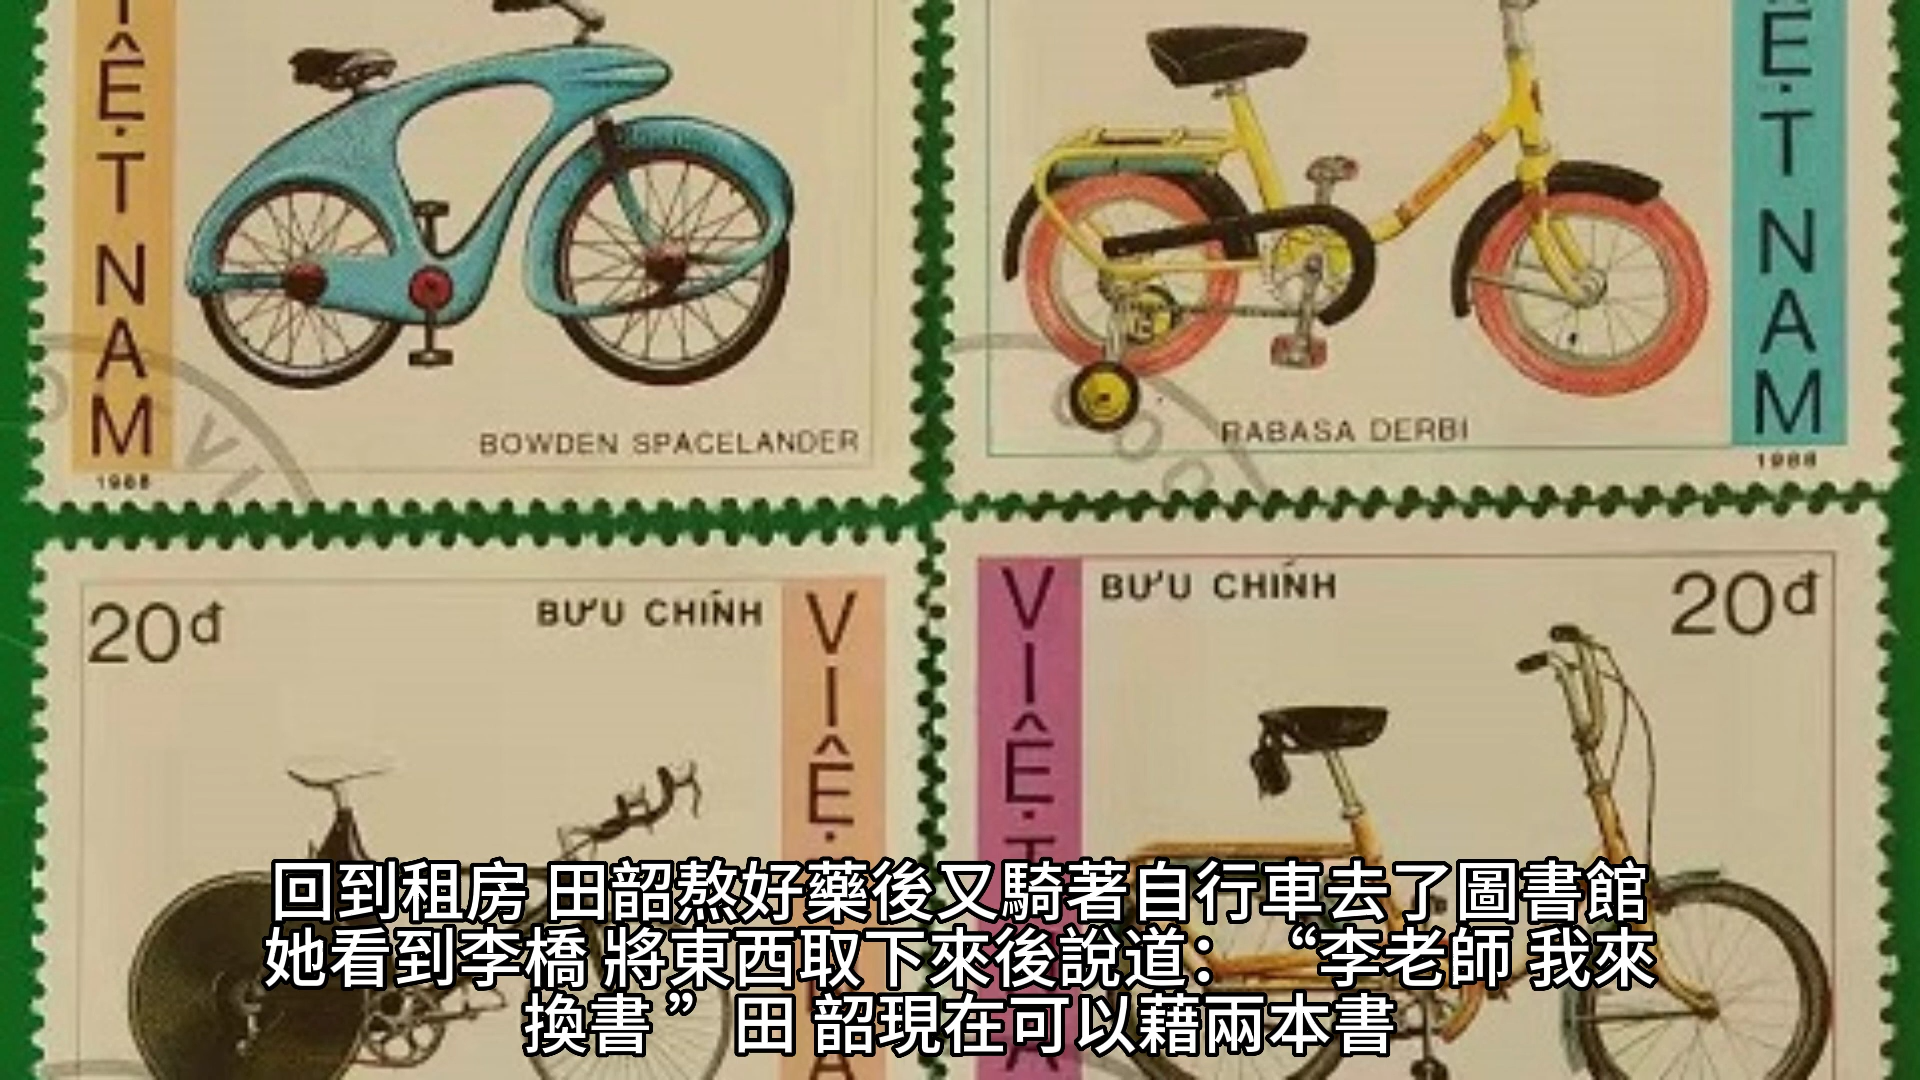 IỆT NAM
1988
BOWDEN SPACELANDER
RABASA DERBI
ỆT NAM
1988
20đ
BƯU CHÍNH
VIỆ
VIỆT
BƯU CHÍNH
20đ
回到租房 田韶熬好藥後又騎著自行車去了圖書館
她看到李橋 將東西取下來後說道：“李老師 我來
換書 ” 田 韶現在可以藉兩本書